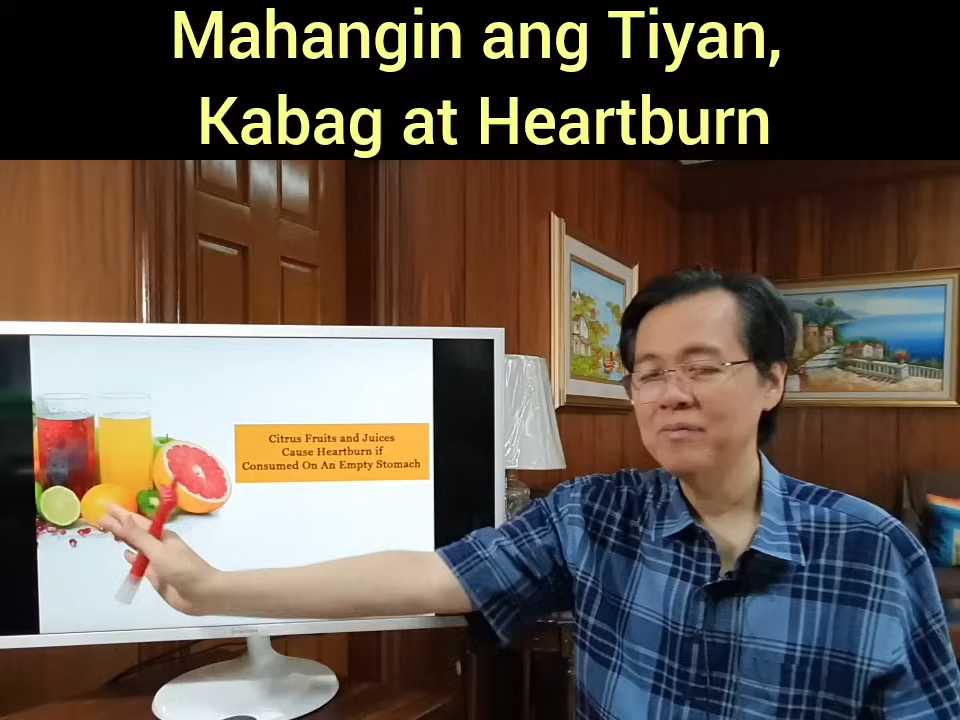 Mahangin ang Tiyan,
Kabag at Heartburn
Citrus Fruits and Juices
Cause Heartburn if
Consumed On An Empty Stomach